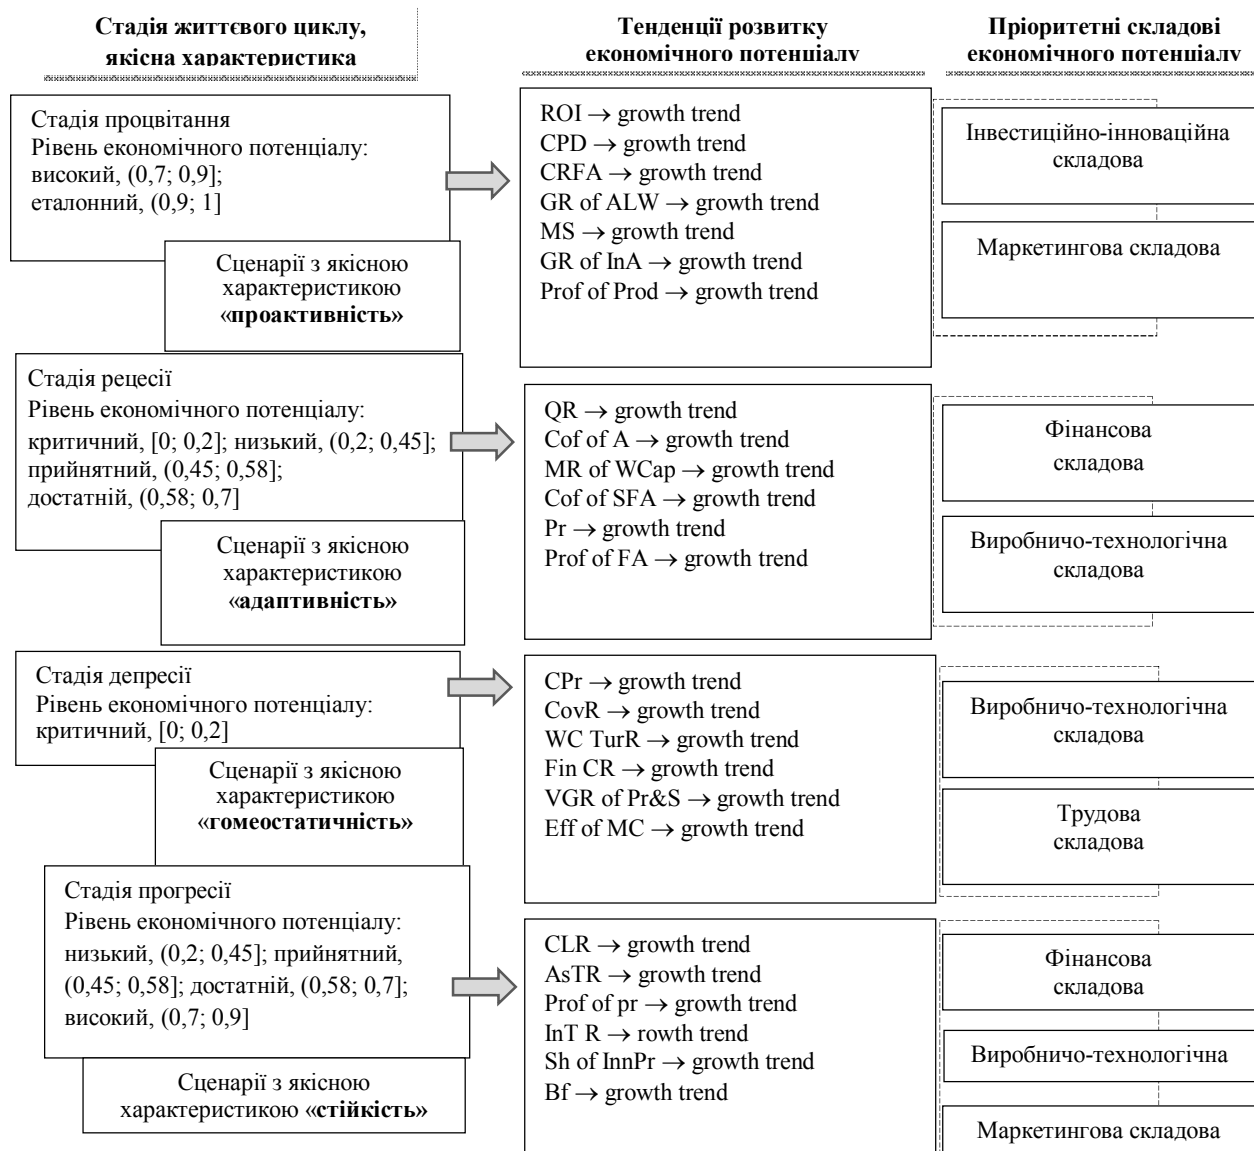 Стадія життєвого циклу,
якісна характеристика
Тенденції розвитку
економічного потенціалу
Пріоритетні складові
економічного потенціалу
Стадія процвітання
Рівень економічного потенціалу:
високий, (0,7; 0,9];
еталонний, (0,9; 1]
Сценарії з якісною
характеристикою
«проактивність»
ROI → growth trend
CPD → growth trend
CRFA → growth trend
GR of ALW → growth trend
MS → growth trend
GR of InA → growth trend
Prof of Prod → growth trend
Інвестиційно-інноваційна
складова
Маркетингова складова
Стадія рецесії
Рівень економічного потенціалу:
критичний, [0; 0,2]; низький, (0,2; 0,45];
прийнятний, (0,45; 0,58];
достатній, (0,58; 0,7]
Сценарії з якісною
характеристикою
«адаптивність»
QR → growth trend
Cof of A → growth trend
MR of WCap → growth trend
Cof of SFA → growth trend
Pr → growth trend
Prof of FA → growth trend
Фінансова
складова
Виробничо-технологічна
складова
Стадія депресії
Рівень економічного потенціалу:
критичний, [0; 0,2]
Сценарії з якісною
характеристикою
«гомеостатичність»
CPr → growth trend
CovR → growth trend
WC TurR → growth trend
Fin CR → growth trend
VGR of Pr&S → growth trend
Eff of MC → growth trend
Виробничо-технологічна
складова
Трудова
складова
Стадія прогресії
Рівень економічного потенціалу:
низький, (0,2; 0,45]; прийнятний,
(0,45; 0,58]; достатній, (0,58; 0,7];
високий, (0,7; 0,9]
Сценарії з якісною
характеристикою «стійкість»
CLR → growth trend
AsTR → growth trend
Prof of pr → growth trend
InT R → rowth trend
Sh of InnPr → growth trend
Bf → growth trend
Фінансова
складова
Виробничо-технологічна
Маркетингова складова